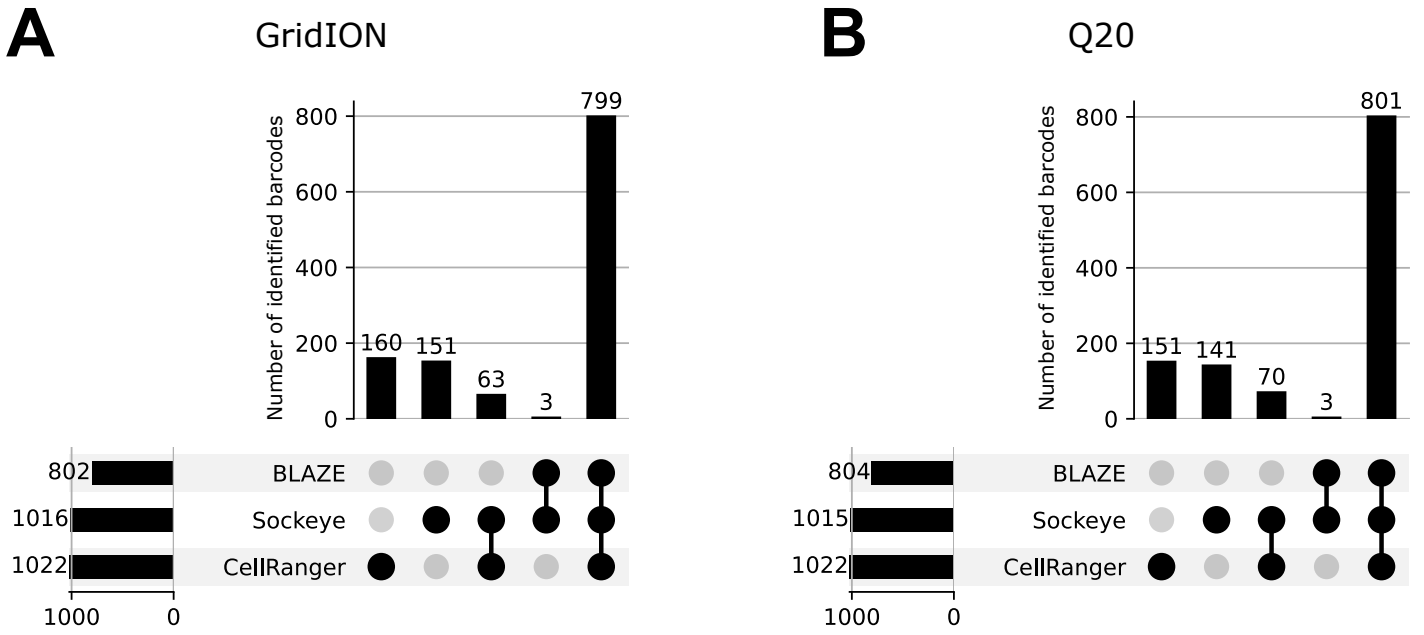 A
GridION
Number of identified barcodes
800
600
400
200
0
160
151
63
3
799
802
1016
1022
BLAZE
Sockeye
CellRanger
1000
0
B
Q20
Number of identified barcodes
800
600
400
200
0
151
141
70
3
801
804
1015
1022
BLAZE
Sockeye
CellRanger
1000
0